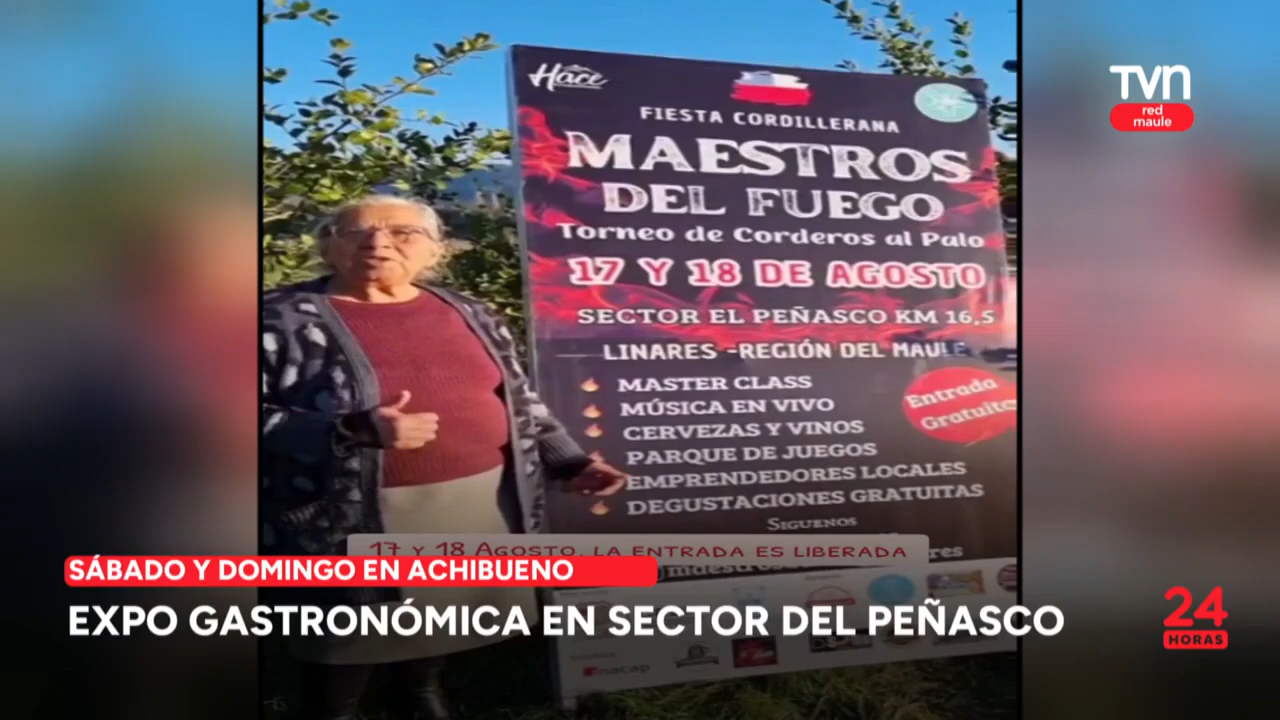 Hace
FIESTA CORDILLERANA
MAESTROS
DEL FUEGO
Torneo de Corderos al Palo
17 Y 18 DE AGOSTO
SECTOR EL PEÑASCO KM 16,5
LINARES -REGIÓN DEL MAULE
MASTER CLASS
MÚSICA EN VIVO
CERVEZAS Y VINOS
PARQUE DE JUEGOS
EMPRENDEDORES LOCALES
DEGUSTACIONES GRATUITAS
Entrada
Gratuita
SIGUENOS
17 Y 18 AGOSTO, LA ENTRADA ES LIBERADA
inacap
TVN
red
maule
SÁBADO Y DOMINGO EN ACHIBUENO
EXPO GASTRONÓMICA EN SECTOR DEL PEÑASCO
24
HORAS